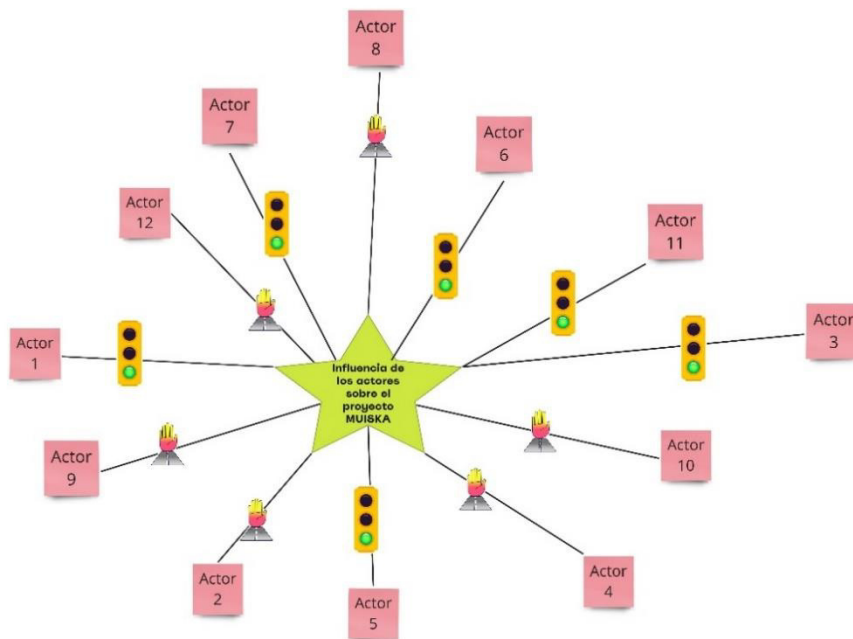 Actor
8
Actor
7
Actor
6
Actor
12
Actor
11
Actor
1
Actor
3
Influencia de
los actores
sobre el
proyecto
MUISKA
Actor
9
Actor
10
Actor
2
Actor
5
Actor
4